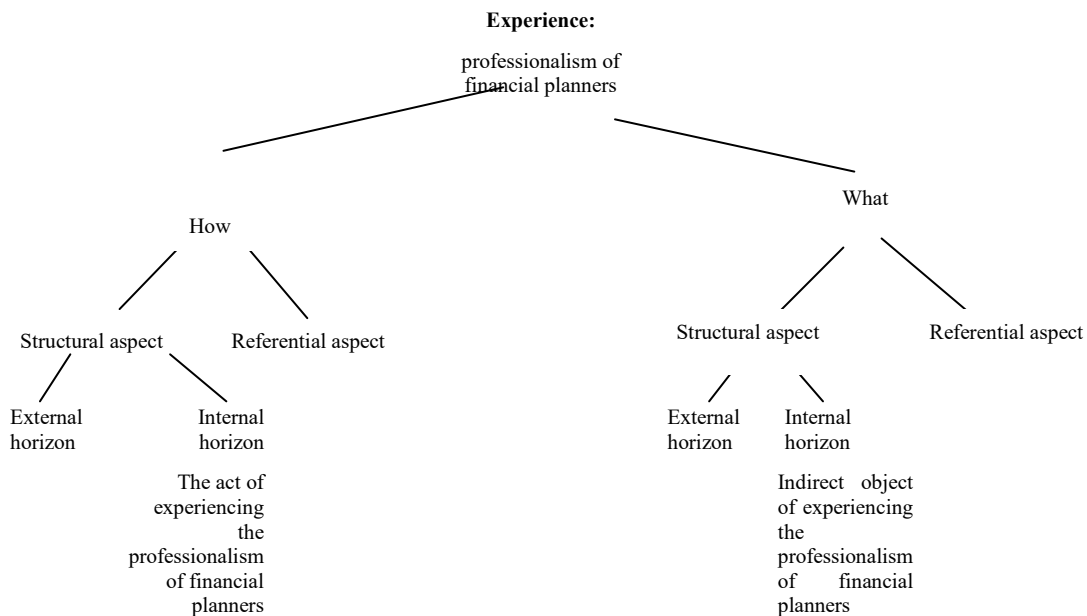 Experience:
professionalism of
financial planners
What
How
Structural aspect
Referential aspect
Structural aspect
Referential aspect
External
horizon
Internal
horizon
External
horizon
Internal
horizon
The act of
experiencing
the
professionalism
of financial
planners
Indirect object
of experiencing
the
professionalism
of financial
planners